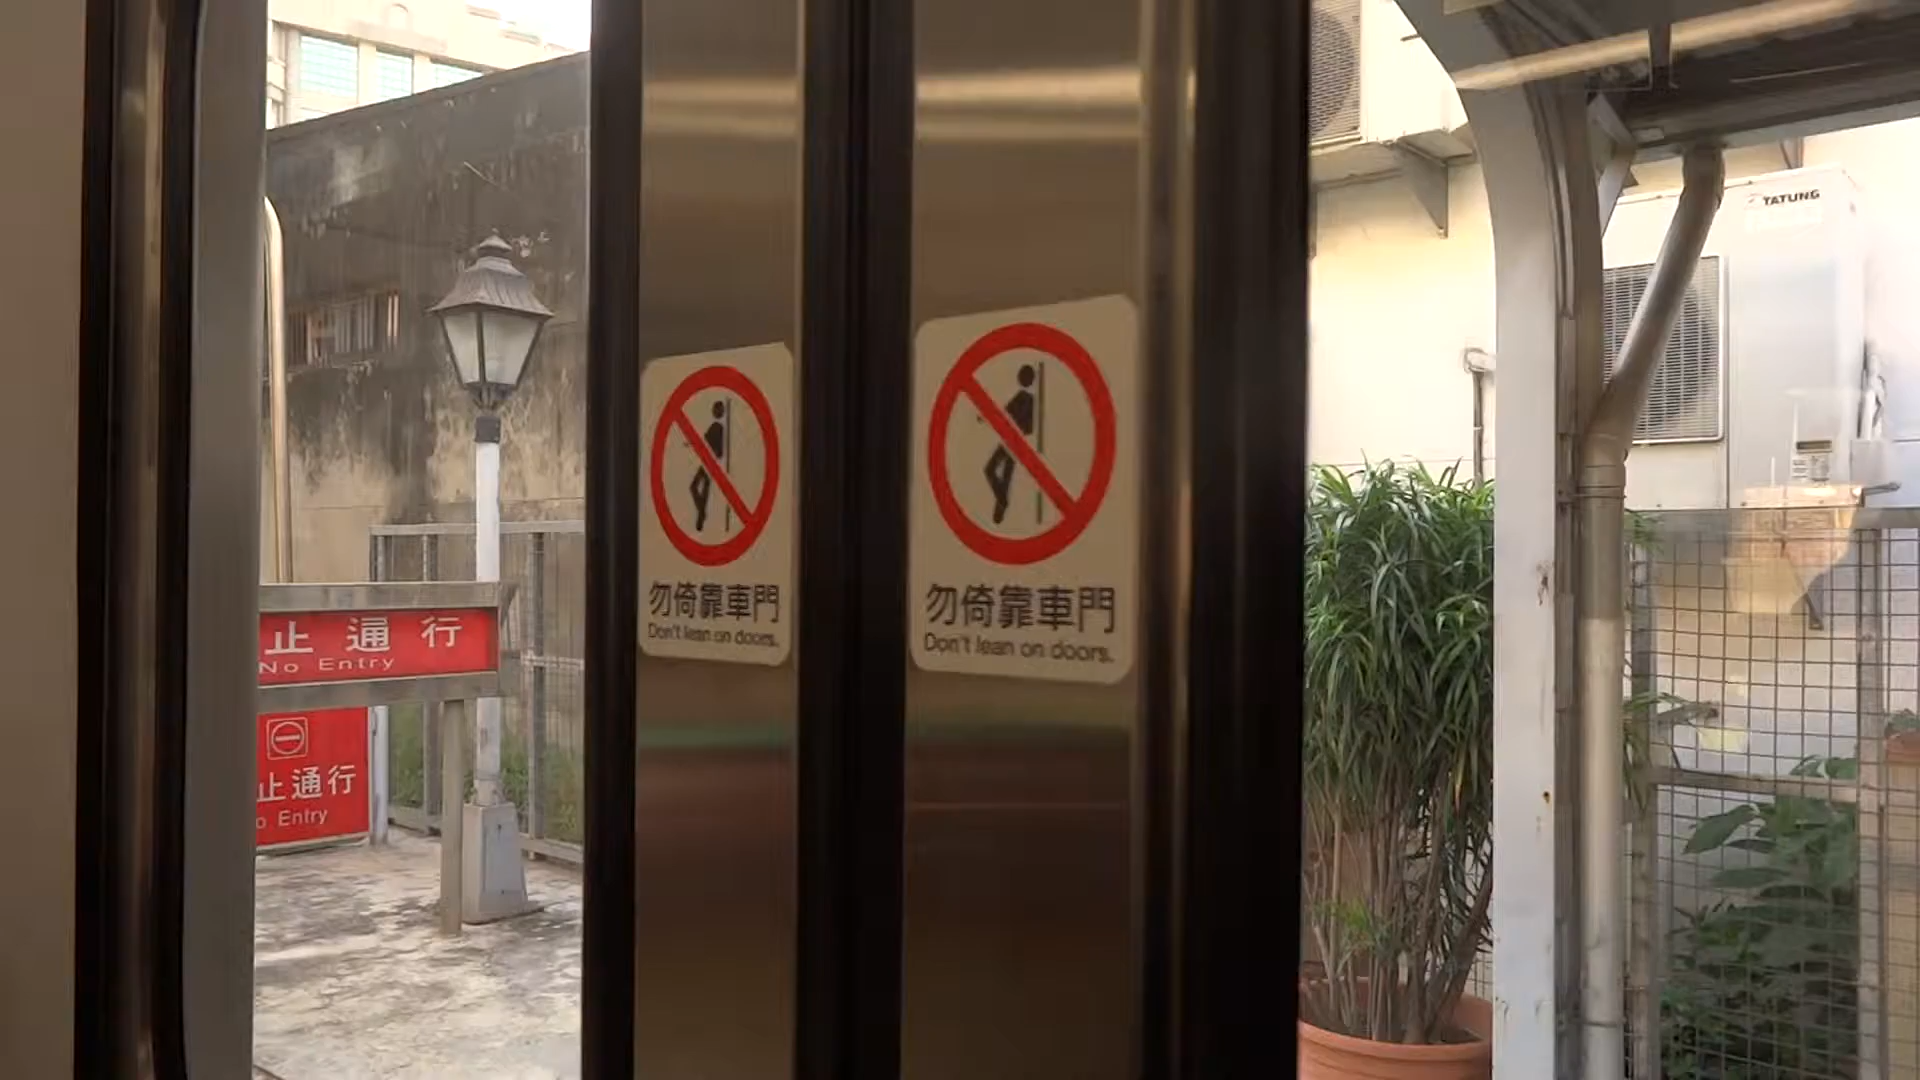 止通行
No Entry
止通行
Entry
勿倚靠車門
Don't lean on doors.
勿倚靠車門
Don't lean on doors.
TATUNG